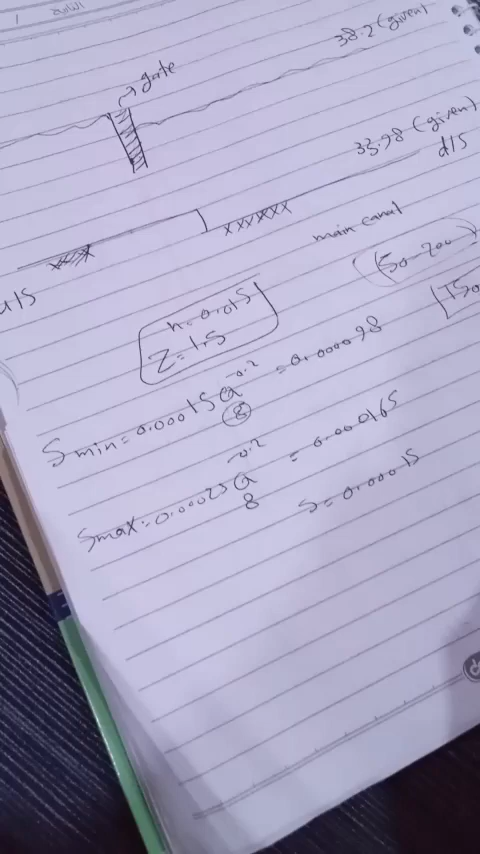 gate
38.2 (given)
33.98 (given)
d/s
u/s
main canal
(50-200)
n=0.015
Z=1.5
Smin=0.00015Q^-0.2 = 0.000098
8
Smax=0.00025Q^-0.2 = 0.000165
8
S=0.00015